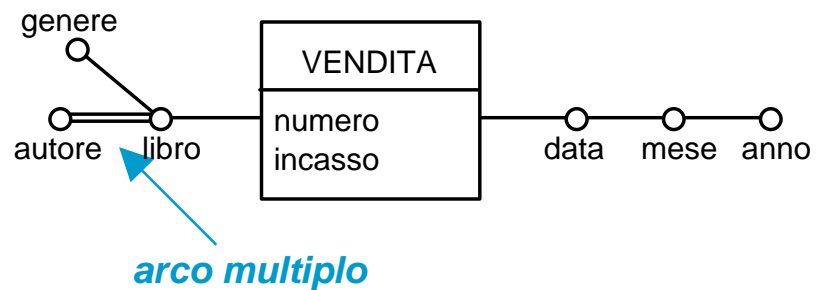 genere
VENDITA
numero
incasso
autore libro
data mese anno
arco multiplo